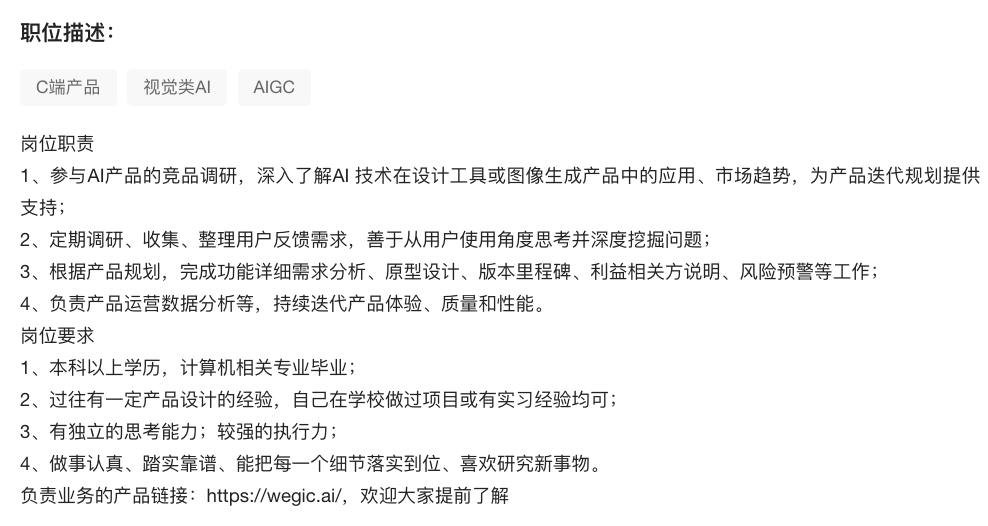 职位描述：
C端产品 视觉类AI AIGC
岗位职责
1、参与AI产品的竞品调研，深入了解AI 技术在设计工具或图像生成产品中的应用、市场趋势，为产品迭代规划提供
支持；
2、定期调研、收集、整理用户反馈需求，善于从用户使用角度思考并深度挖掘问题；
3、根据产品规划，完成功能详细需求分析、原型设计、版本里程碑、利益相关方说明、风险预警等工作；
4、负责产品运营数据分析等，持续迭代产品体验、质量和性能。
岗位要求
1、本科以上学历，计算机相关专业毕业；
2、过往有一定产品设计的经验，自己在学校做过项目或有实习经验均可；
3、有独立的思考能力；较强的执行力；
4、做事认真、踏实靠谱、能把每一个细节落实到位、喜欢研究新事物。
负责业务的产品链接：https://wegic.ai/，欢迎大家提前了解